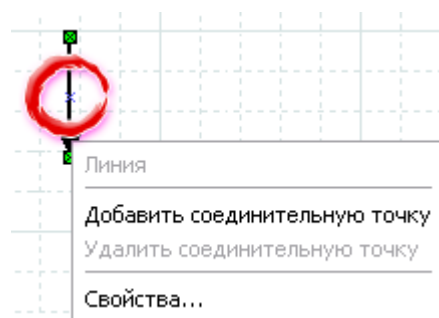 Линия
Добавить соединительную точку
Удалить соединительную точку
Свойства...